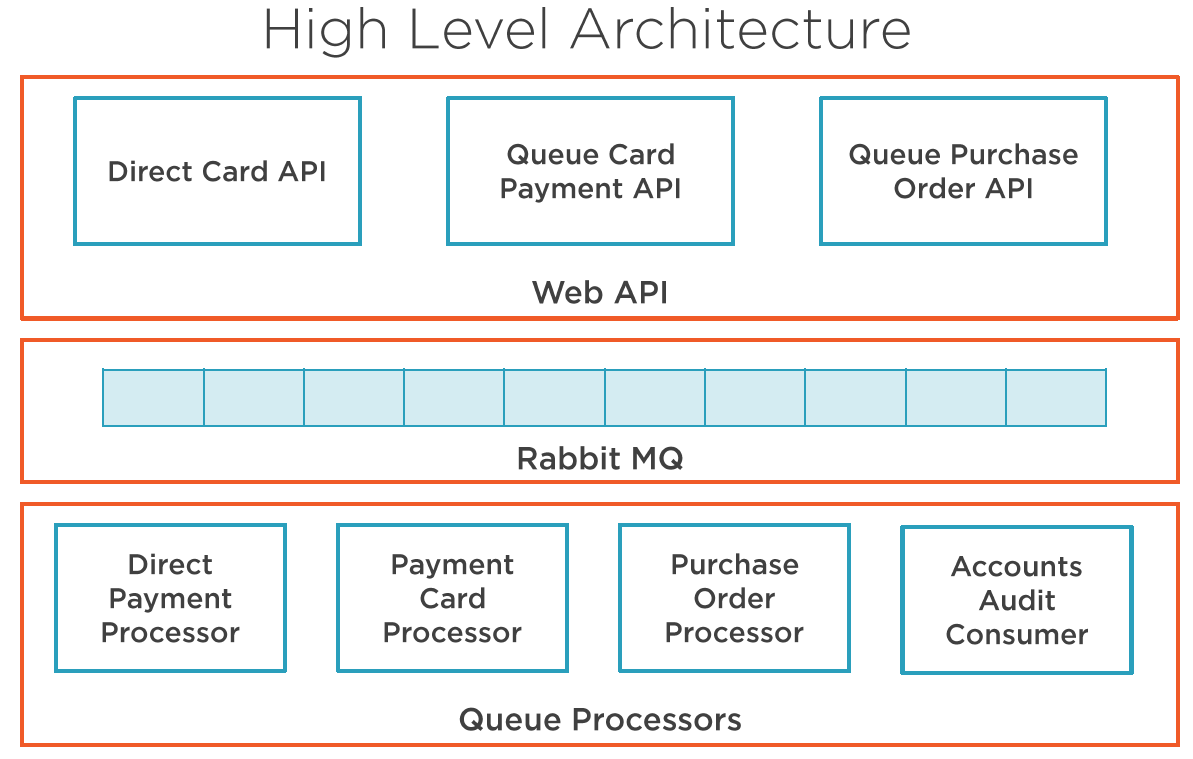 High Level Architecture
Direct Card API
Queue Card
Payment API
Queue Purchase
Order API
Web API
Rabbit MQ
Direct
Payment
Processor
Payment
Card
Processor
Purchase
Order
Processor
Accounts
Audit
Consumer
Queue Processors